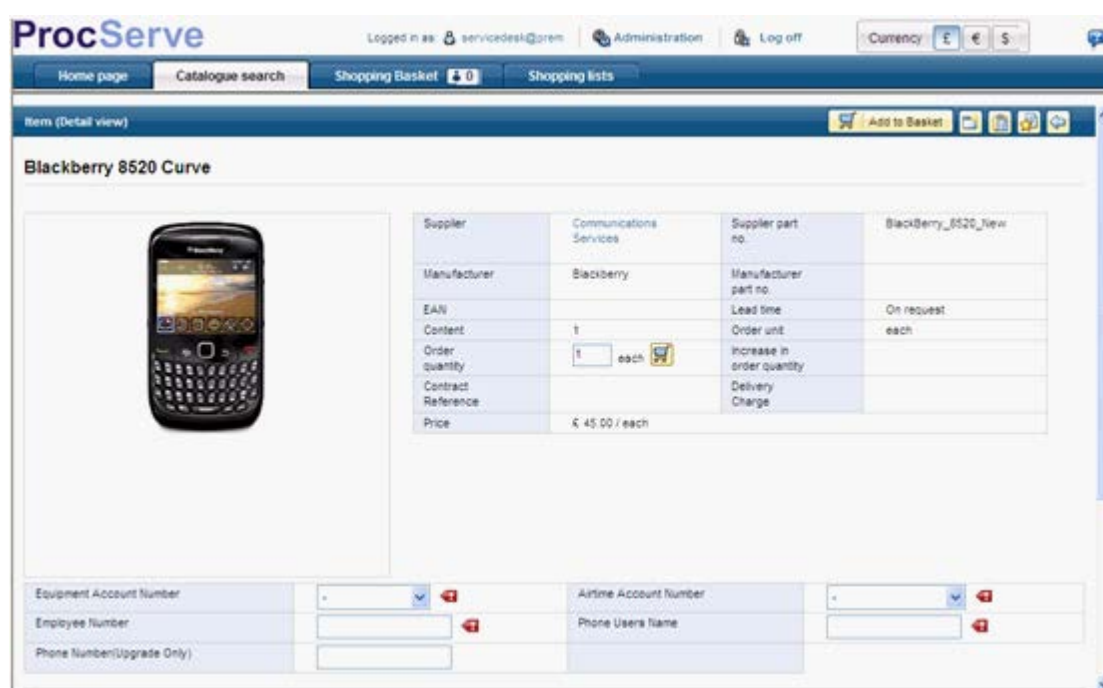 ProcServe
Logged in as: servicedesk@prem Administration Log off Currency £ € $
Home page Catalogue search Shopping Basket 0 Shopping lists
Item (Detail view) Add to Basket
Blackberry 8520 Curve
Supplier Communications Services Supplier part no. BlackBerry_8520_New
Manufacturer Blackberry Manufacturer part no.
EAN Lead time On request
Content 1 Order unit each
Order quantity 1 each Increase in order quantity
Contract Reference Delivery Charge
Price £ 45.00 / each
Equipment Account Number - Airtime Account Number -
Employee Number Phone Users Name
Phone Number(Upgrade Only)